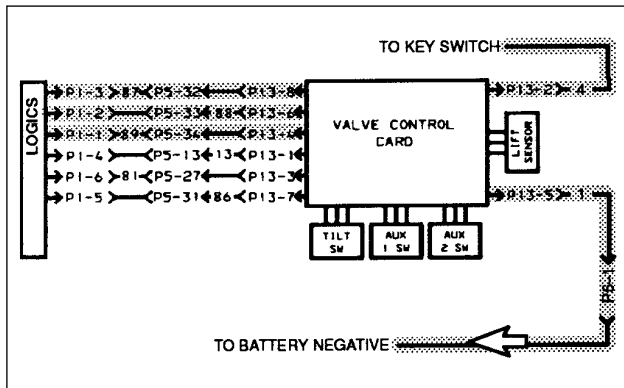 TO KEY SWITCH
LOGICS
P1-3 87 P5-32 P13-8
P1-2 P5-33 88 P13-6
P1-1 89 P5-34 P13-4
P1-4 P5-13 13 P13-1
P1-6 81 P5-27 P13-3
P1-5 P5-31 86 P13-7
VALVE CONTROL
CARD
P13-2 4
LIFT
SENSOR
P13-5 1
TILT
SW
AUX
1 SW
AUX
2 SW
P6-1
TO BATTERY NEGATIVE